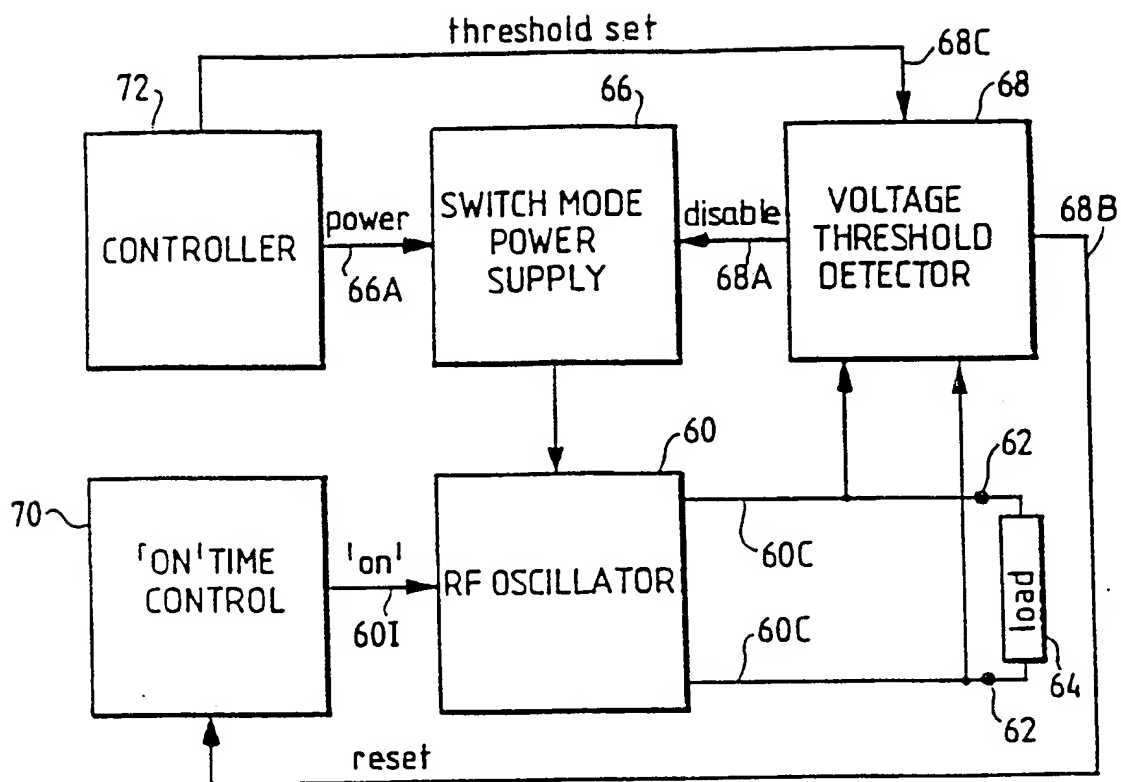 threshold set
68C
72
66
68
CONTROLLER
power
66A
SWITCH MODE
POWER
SUPPLY
disable
68A
VOLTAGE
THRESHOLD
DETECTOR
68B
60
62
70
'ON' TIME
CONTROL
'on'
60I
RF OSCILLATOR
60C
60C
load
64
62
reset